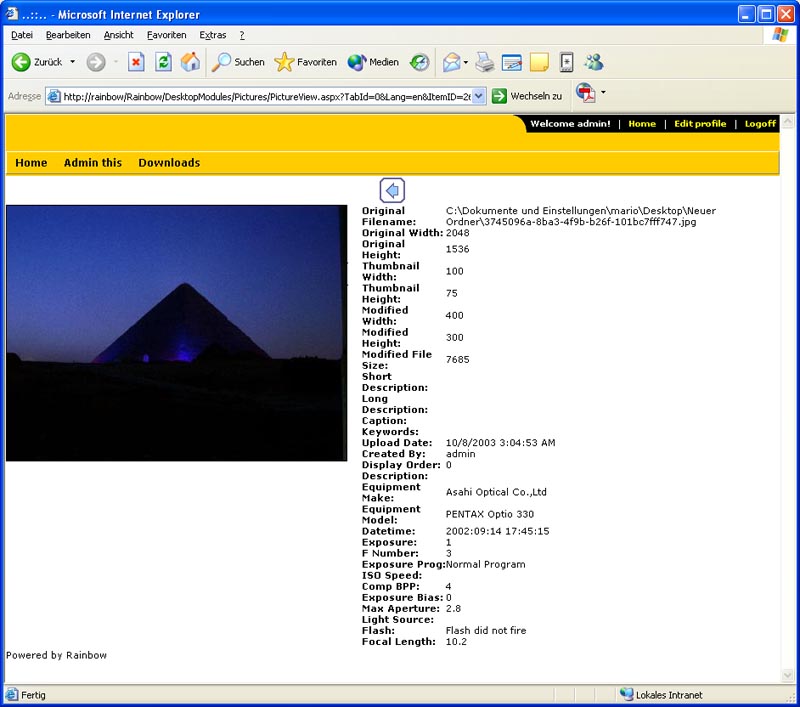 ..::.. - Microsoft Internet Explorer
Datei Bearbeiten Ansicht Favoriten Extras ?
Zurück Suchen Favoriten Medien
Adresse http://rainbow/Rainbow/DesktopModules/Pictures/PictureView.aspx?TabId=0&Lang=en&ItemID=26 Wechseln zu
Welcome admin! | Home | Edit profile | Logoff
Home Admin this Downloads
Original Filename: C:\Dokumente und Einstellungen\mario\Desktop\Neuer
Ordner\3745096a-8ba3-4f9b-b26f-101bc7fff747.jpg
Original Width: 2048
Original Height: 1536
Thumbnail Width: 100
Thumbnail Height: 75
Modified Width: 400
Modified Height: 300
Modified File Size: 7685
Short Description:
Long Description:
Caption:
Keywords:
Upload Date: 10/8/2003 3:04:53 AM
Created By: admin
Display Order: 0
Description:
Equipment Make: Asahi Optical Co.,Ltd
Equipment Model: PENTAX Optio 330
Datetime: 2002:09:14 17:45:15
Exposure: 1
F Number: 3
Exposure Prog: Normal Program
ISO Speed:
Comp BPP: 4
Exposure Bias: 0
Max Aperture: 2.8
Light Source:
Flash: Flash did not fire
Focal Length: 10.2
Powered by Rainbow
Fertig Lokales Intranet